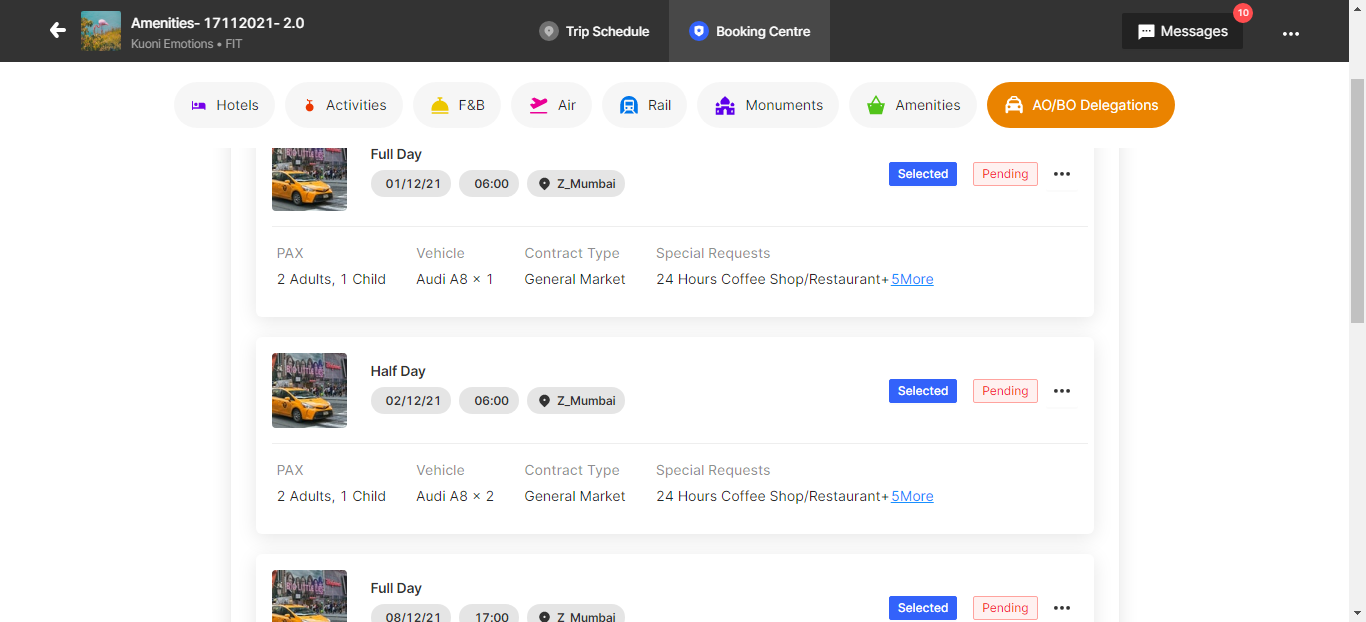 Amenities- 17112021- 2.0
Kuoni Emotions • FIT
Trip Schedule
Booking Centre
Messages
10
Hotels
Activities
F&B
Air
Rail
Monuments
Amenities
AO/BO Delegations
Full Day
01/12/21 06:00 Z_Mumbai
Selected
Pending
PAX Vehicle Contract Type Special Requests
2 Adults, 1 Child Audi A8 × 1 General Market 24 Hours Coffee Shop/Restaurant+ 5More
Half Day
02/12/21 06:00 Z_Mumbai
Selected
Pending
PAX Vehicle Contract Type Special Requests
2 Adults, 1 Child Audi A8 × 2 General Market 24 Hours Coffee Shop/Restaurant+ 5More
Full Day
08/12/21 17:00 Z_Mumbai
Selected
Pending